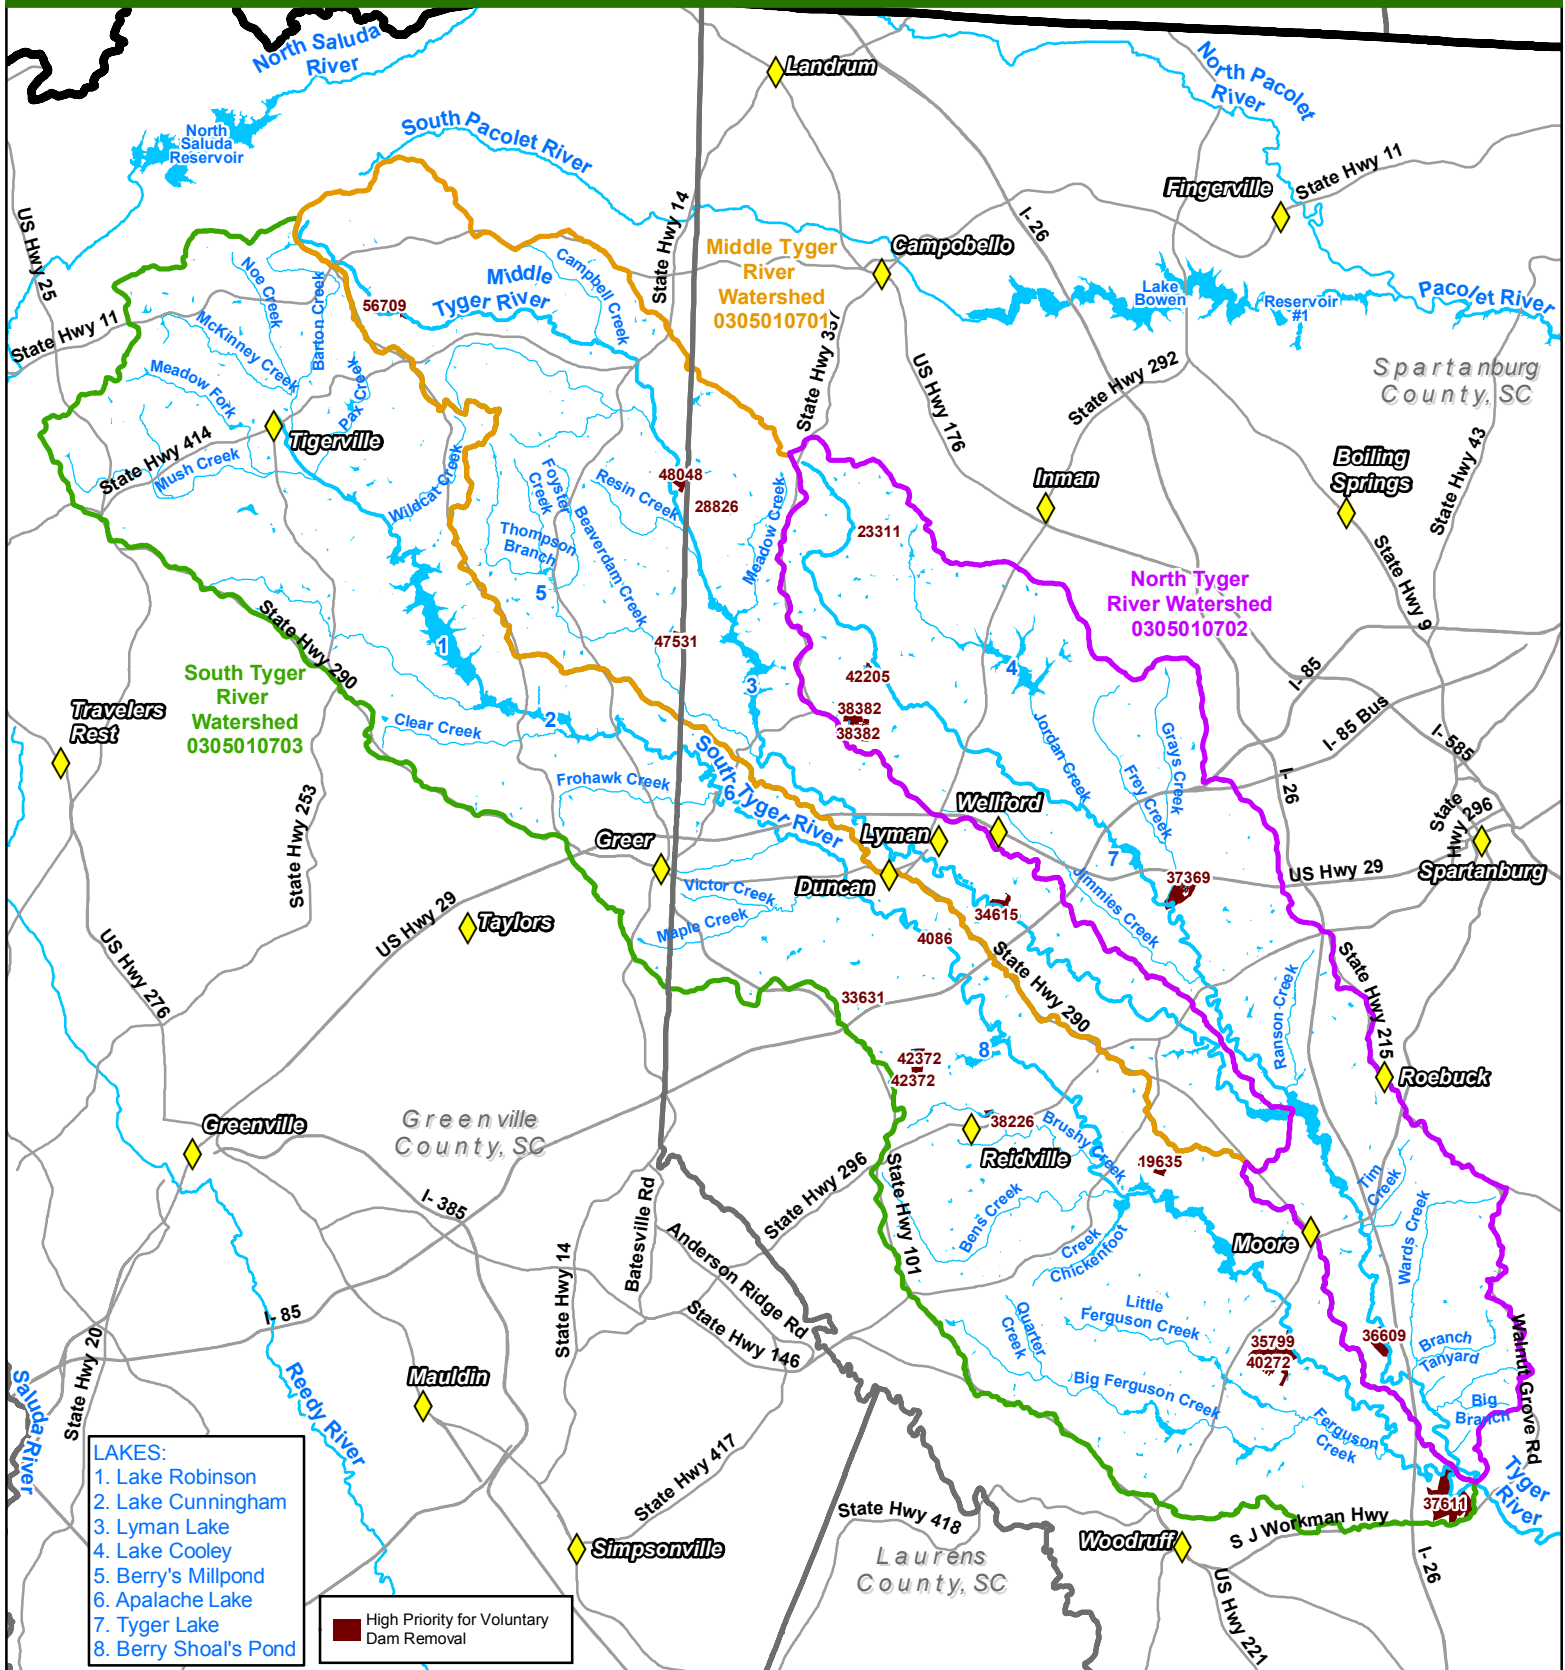 North Saluda
River
Landrum
North Pacolet
River
North
Saluda
Reservoir
South Pacolet River
State Hwy 11
Fingerville
US Hwy 25
State Hwy 14
I- 26
Campobello
Middle Tyger
River
Watershed
0305010701
Noe Creek
Barton Creek
Middle
Tyger River
Campbell Creek
Lake
Bowen
Reservoir
#1
Pacolet River
56709
State Hwy 11
McKinney Creek
State Hwy 357
US Hwy 176
State Hwy 292
Spartanburg
County, SC
Meadow Fork
Pax Creek
Tigerville
State Hwy 414
Mush Creek
Wildcat Creek
Foyster
Creek
Resin Creek
48048
28826
Meadow Creek
Inman
Boiling
Springs
State Hwy 43
23311
Thompson
Branch
Beaverdam Creek
State Hwy 9
5
North Tyger
River Watershed
0305010702
State Hwy 290
1
47531
4
South Tyger
River
Watershed
0305010703
3
42205
I- 85
Travelers
Rest
Clear Creek
2
38382
38382
Jordan Creek
Grays Creek
I- 85 Bus
I- 585
South Tyger River
Frohawk Creek
6
Frey Creek
I- 26
State Hwy 253
Wellford
State
Hwy 296
Greer
Lyman
7
Spartanburg
US Hwy 29
Duncan
Victor Creek
Jimmies Creek
37369
34615
Taylors
US Hwy 29
Maple Creek
4086
State Hwy 290
State Hwy 215
US Hwy 276
33631
Ranson Creek
8
42372
42372
Roebuck
Greenville
Greenville
County, SC
38226
Reidville
Brushy Creek
19635
State Hwy 296
State Hwy 101
Tim
Creek
I- 385
Batesville Rd
Anderson Ridge Rd
Bens Creek
Creek
Chickenfoot
Moore
Wards Creek
State Hwy 14
I- 85
State Hwy 146
Quarter
Creek
Little
Ferguson Creek
35799
40272
36609
Branch
Tanyard
Walnut Grove Rd
State Hwy 20
Saluda River
Reedy River
Mauldin
Big Ferguson Creek
Big
Branch
Ferguson
Creek
State Hwy 417
Tyger
River
37611
State Hwy 418
S J Workman Hwy
Woodruff
Simpsonville
Laurens
County, SC
I- 26
US Hwy 221
LAKES:
1. Lake Robinson
2. Lake Cunningham
3. Lyman Lake
4. Lake Cooley
5. Berry's Millpond
6. Apalache Lake
7. Tyger Lake
8. Berry Shoal's Pond
High Priority for Voluntary
Dam Removal